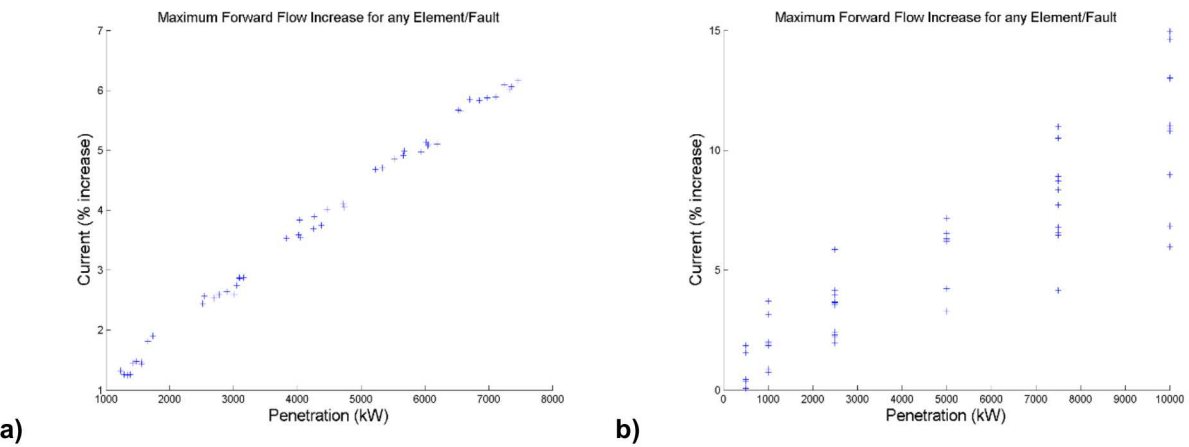 Maximum Forward Flow Increase for any Element/Fault
7
6
5
4
3
2
1
Current (% increase)
1000 2000 3000 4000 5000 6000 7000 8000
Penetration (kW)
a)
Maximum Forward Flow Increase for any Element/Fault
15
10
5
0
Current (% increase)
0 1000 2000 3000 4000 5000 6000 7000 8000 9000 10000
Penetration (kW)
b)